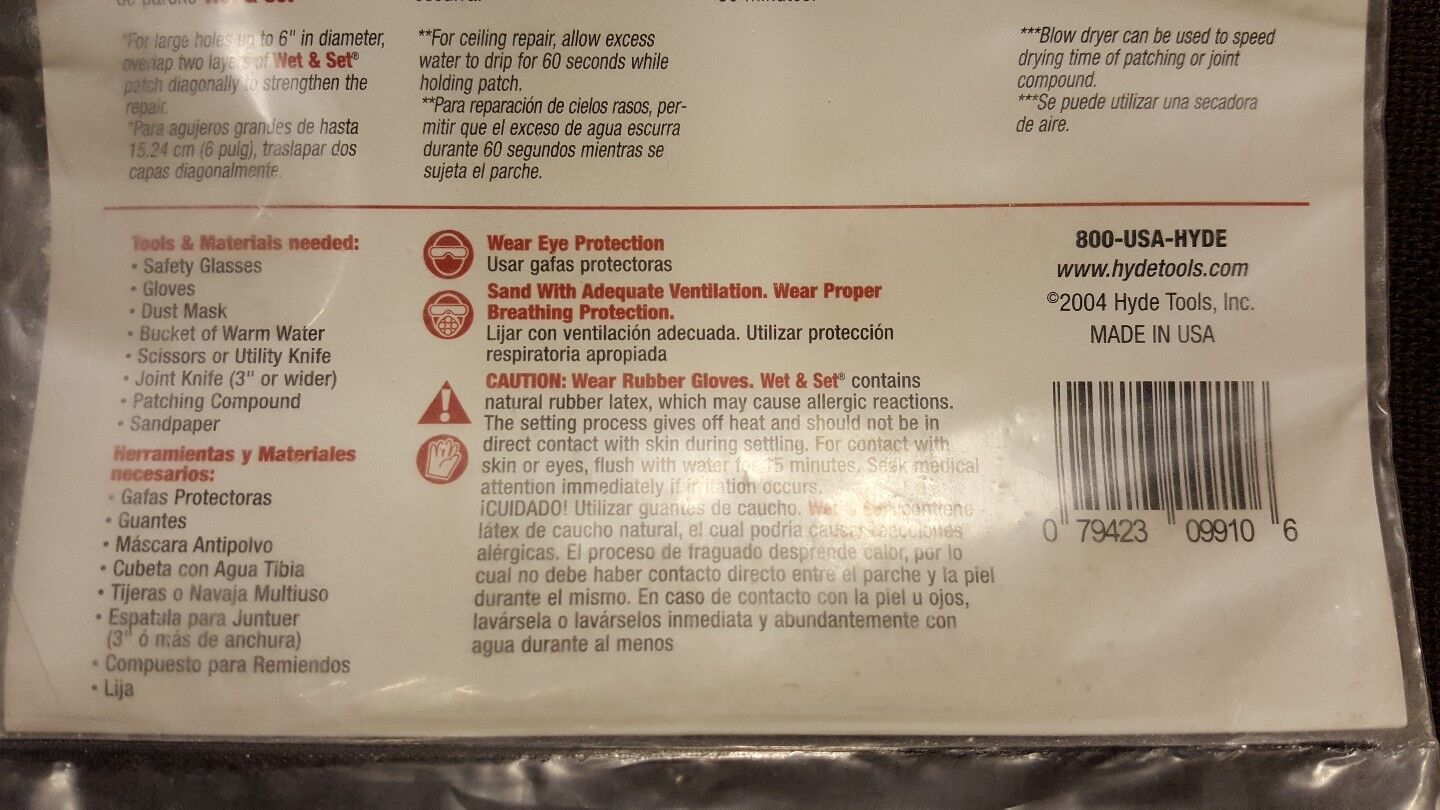 *For large holes up to 6" in diameter,
overlap two layers of Wet & Set®
patch diagonally to strengthen the
repair.
*Para agujeros grandes de hasta
15.24 cm (6 pulg), traslapar dos
capas diagonalmente.
**For ceiling repair, allow excess
water to drip for 60 seconds while
holding patch.
**Para reparación de cielos rasos, per-
mitir que el exceso de agua escurra
durante 60 segundos mientras se
sujeta el parche.
***Blow dryer can be used to speed
drying time of patching or joint
compound.
***Se puede utilizar una secadora
de aire.
Tools & Materials needed:
• Safety Glasses
• Gloves
• Dust Mask
• Bucket of Warm Water
• Scissors or Utility Knife
• Joint Knife (3" or wider)
• Patching Compound
• Sandpaper
Herramientas y Materiales
necesarios:
• Gafas Protectoras
• Guantes
• Máscara Antipolvo
• Cubeta con Agua Tibia
• Tijeras o Navaja Multiuso
• Espatula para Juntuer
(3" ó más de anchura)
• Compuesto para Remiendos
• Lija
Wear Eye Protection
Usar gafas protectoras
Sand With Adequate Ventilation. Wear Proper
Breathing Protection.
Lijar con ventilación adecuada. Utilizar protección
respiratoria apropiada
CAUTION: Wear Rubber Gloves. Wet & Set® contains
natural rubber latex, which may cause allergic reactions.
The setting process gives off heat and should not be in
direct contact with skin during settling. For contact with
skin or eyes, flush with water for 15 minutes. Seek medical
attention immediately if irritation occurs.
¡CUIDADO! Utilizar guantes de caucho. Wet & Set contiene
látex de caucho natural, el cual podría causar reacciones
alérgicas. El proceso de fraguado desprende calor, por lo
cual no debe haber contacto directo entre el parche y la piel
durante el mismo. En caso de contacto con la piel u ojos,
lavársela o lavárselos inmediata y abundantemente con
agua durante al menos
800-USA-HYDE
www.hydetools.com
©2004 Hyde Tools, Inc.
MADE IN USA
0 79423 09910 6